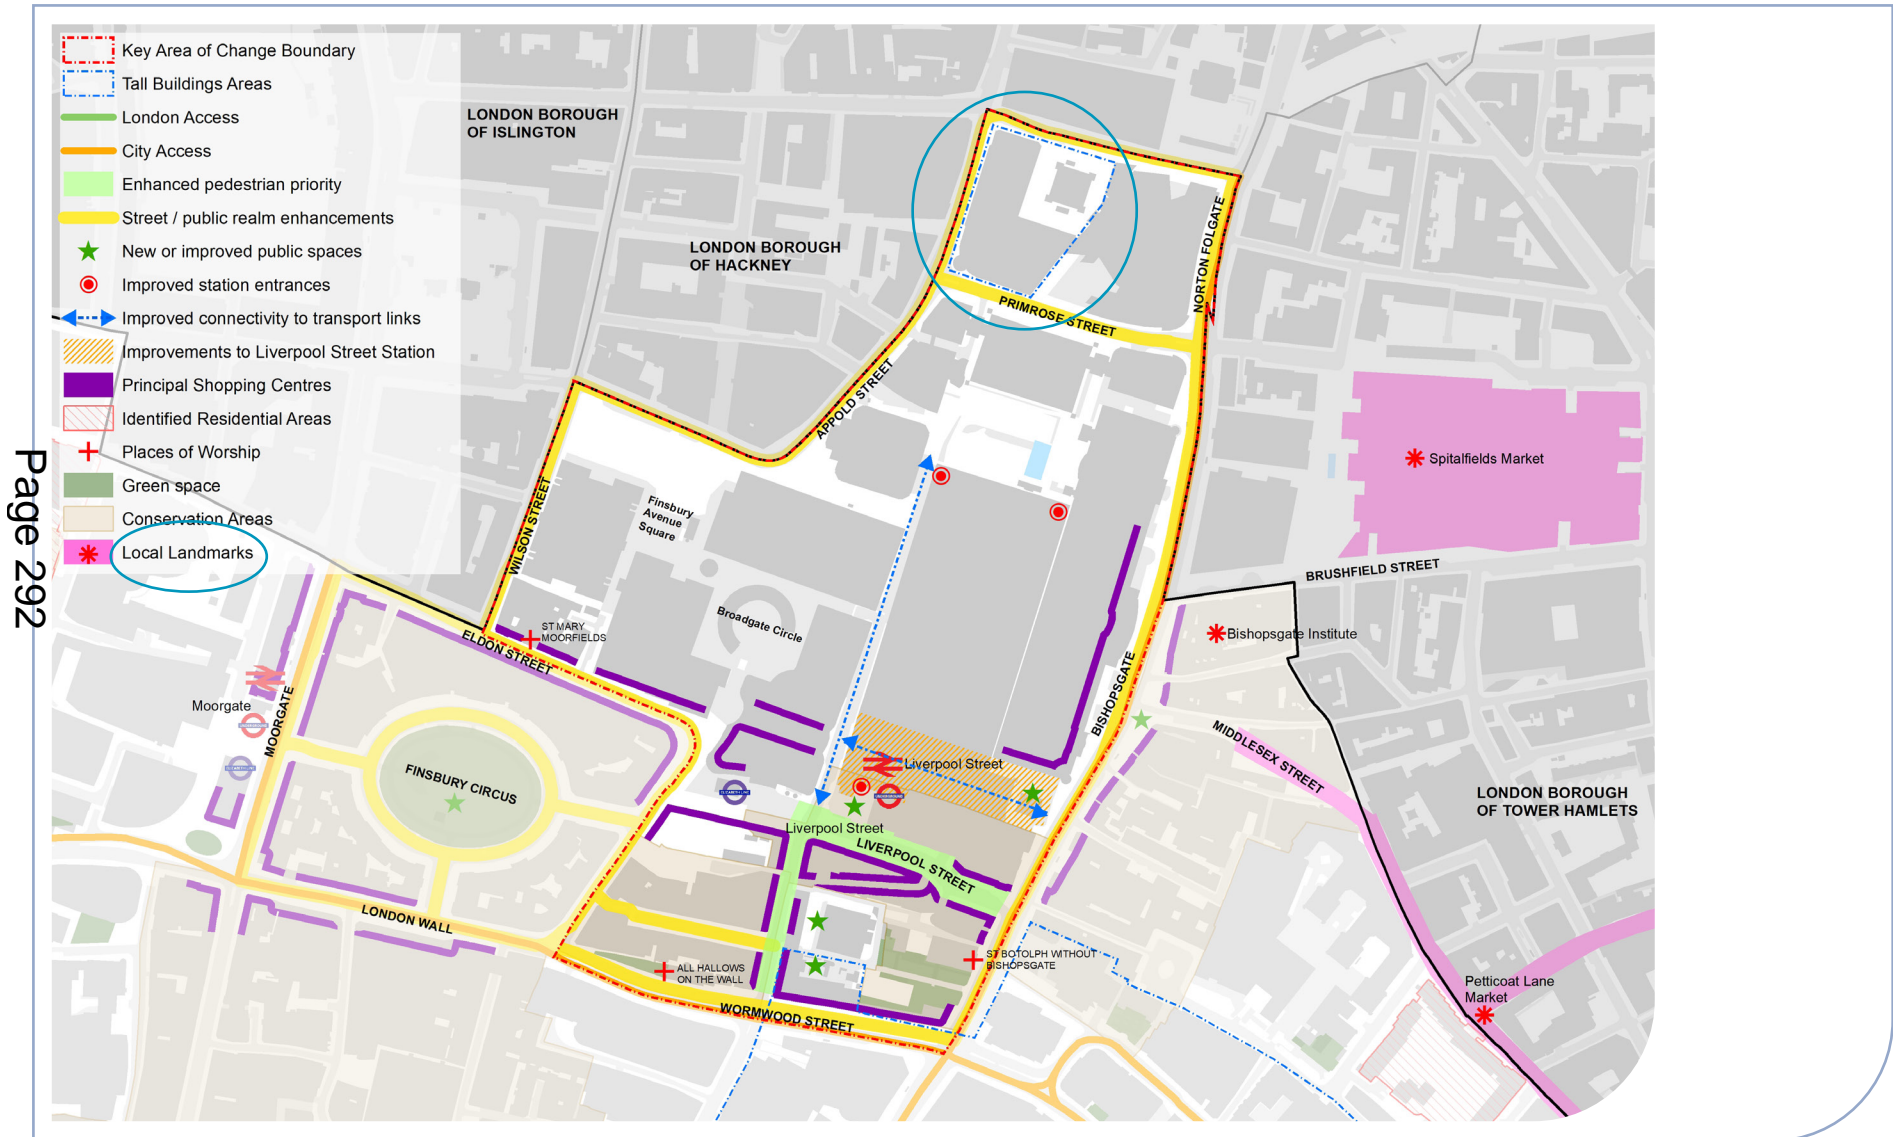 Key Area of Change Boundary
Tall Buildings Areas
London Access
City Access
Enhanced pedestrian priority
Street / public realm enhancements
New or improved public spaces
Improved station entrances
Improved connectivity to transport links
Improvements to Liverpool Street Station
Principal Shopping Centres
Identified Residential Areas
Places of Worship
Green space
Conservation Areas
Local Landmarks
Page 292
LONDON BOROUGH
OF ISLINGTON
LONDON BOROUGH
OF HACKNEY
NORTON FOLGATE
PRIMROSE STREET
APPOLD STREET
WILSON STREET
Finsbury
Avenue
Square
Spitalfields Market
BRUSHFIELD STREET
Broadgate Circle
ST MARY
MOORFIELDS
ELDON STREET
Bishopsgate Institute
BISHOPSGATE
Moorgate
MOORGATE
MIDDLESEX STREET
FINSBURY CIRCUS
Liverpool Street
LONDON BOROUGH
OF TOWER HAMLETS
Liverpool Street
LIVERPOOL STREET
LONDON WALL
ST BOTOLPH WITHOUT
BISHOPSGATE
ALL HALLOWS
ON THE WALL
WORMWOOD STREET
Petticoat Lane
Market